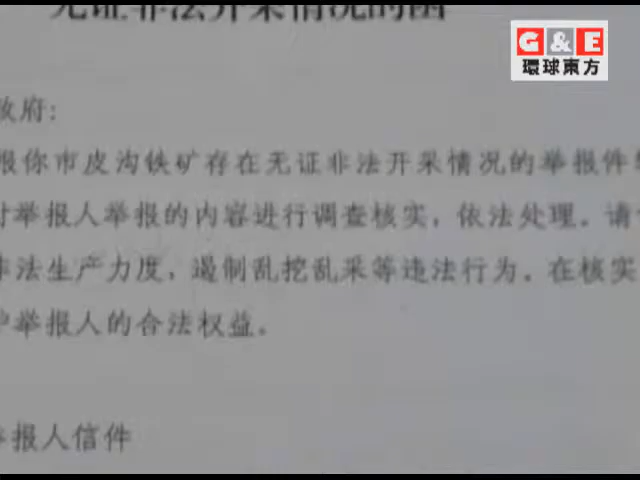 无证非法开采情况的函
G&E
環球東方
政府:
报你市皮沟铁矿存在无证非法开采情况的举报件
对举报人举报的内容进行调查核实，依法处理。请
非法生产力度，遏制乱挖乱采等违法行为。在核实
护举报人的合法权益。
举报人信件